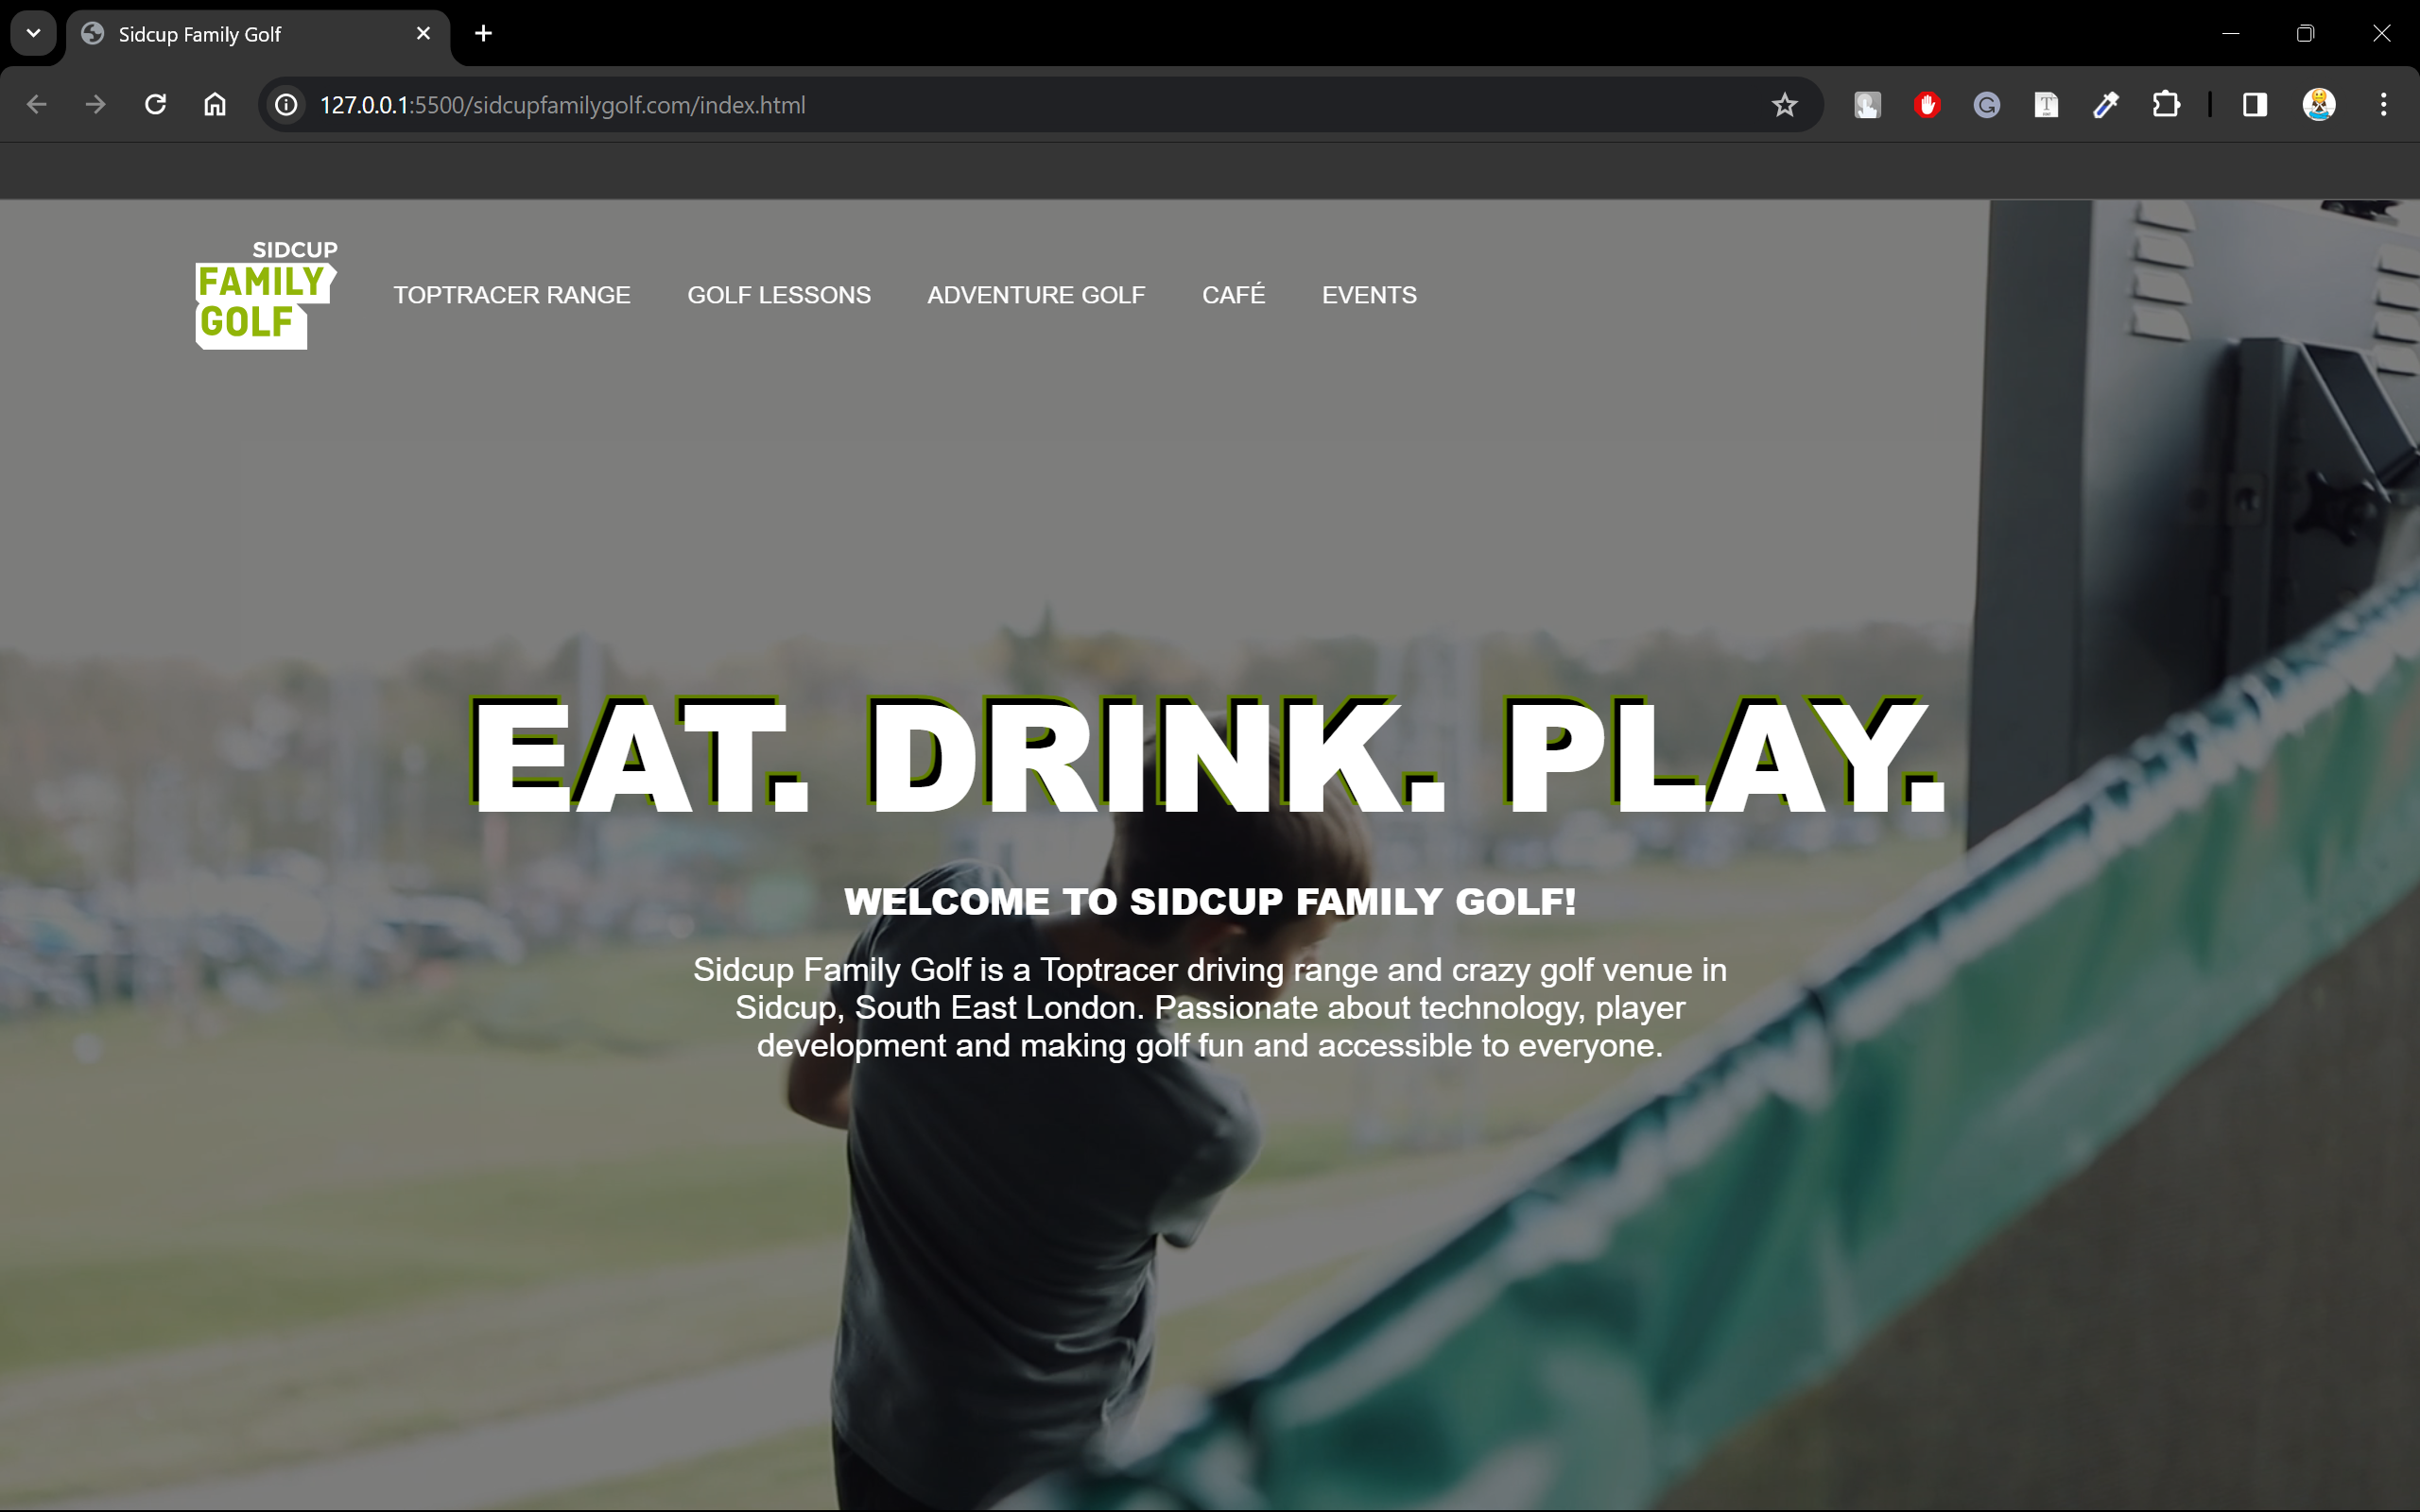 Sidcup Family Golf
127.0.0.1:5500/sidcupfamilygolf.com/index.html
SIDCUP
FAMILY
GOLF
TOPTRACER RANGE GOLF LESSONS ADVENTURE GOLF CAFÉ EVENTS
EAT. DRINK. PLAY.
WELCOME TO SIDCUP FAMILY GOLF!
Sidcup Family Golf is a Toptracer driving range and crazy golf venue in
Sidcup, South East London. Passionate about technology, player
development and making golf fun and accessible to everyone.